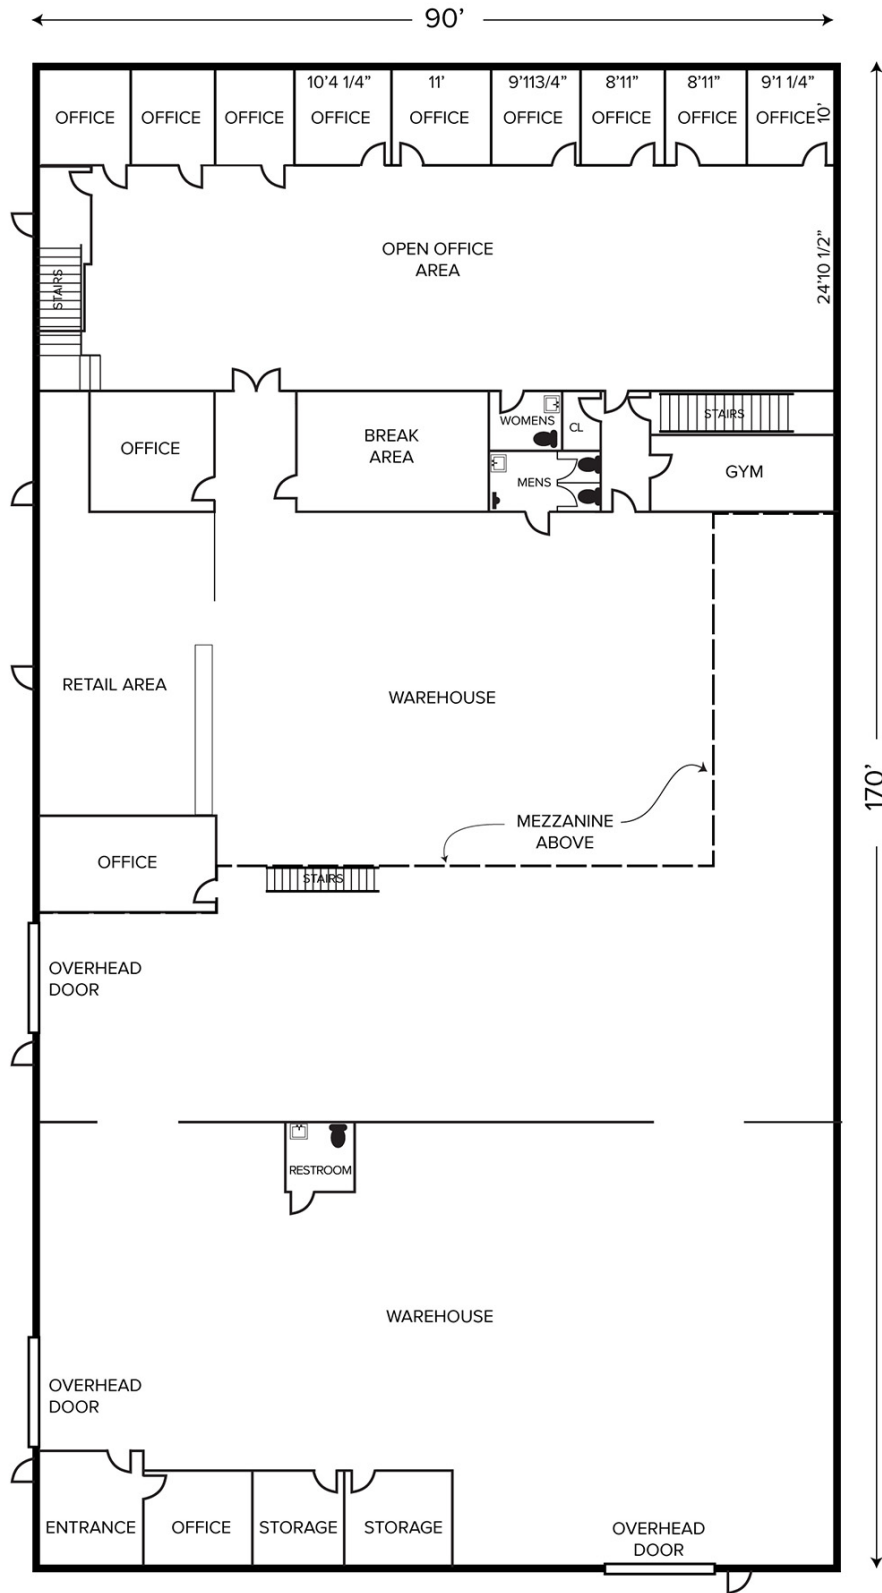 90'
10'4 1/4"
11'
9'113/4"
8'11"
8'11"
9'1 1/4"
OFFICE
OFFICE
OFFICE
OFFICE
OFFICE
OFFICE
OFFICE
OFFICE
OFFICE
10'
OPEN OFFICE
AREA
24'10 1/2"
STAIRS
WOMENS
CL
STAIRS
OFFICE
BREAK
AREA
MENS
GYM
RETAIL AREA
WAREHOUSE
170'
MEZZANINE
ABOVE
OFFICE
STAIRS
OVERHEAD
DOOR
RESTROOM
WAREHOUSE
OVERHEAD
DOOR
ENTRANCE
OFFICE
STORAGE
STORAGE
OVERHEAD
DOOR